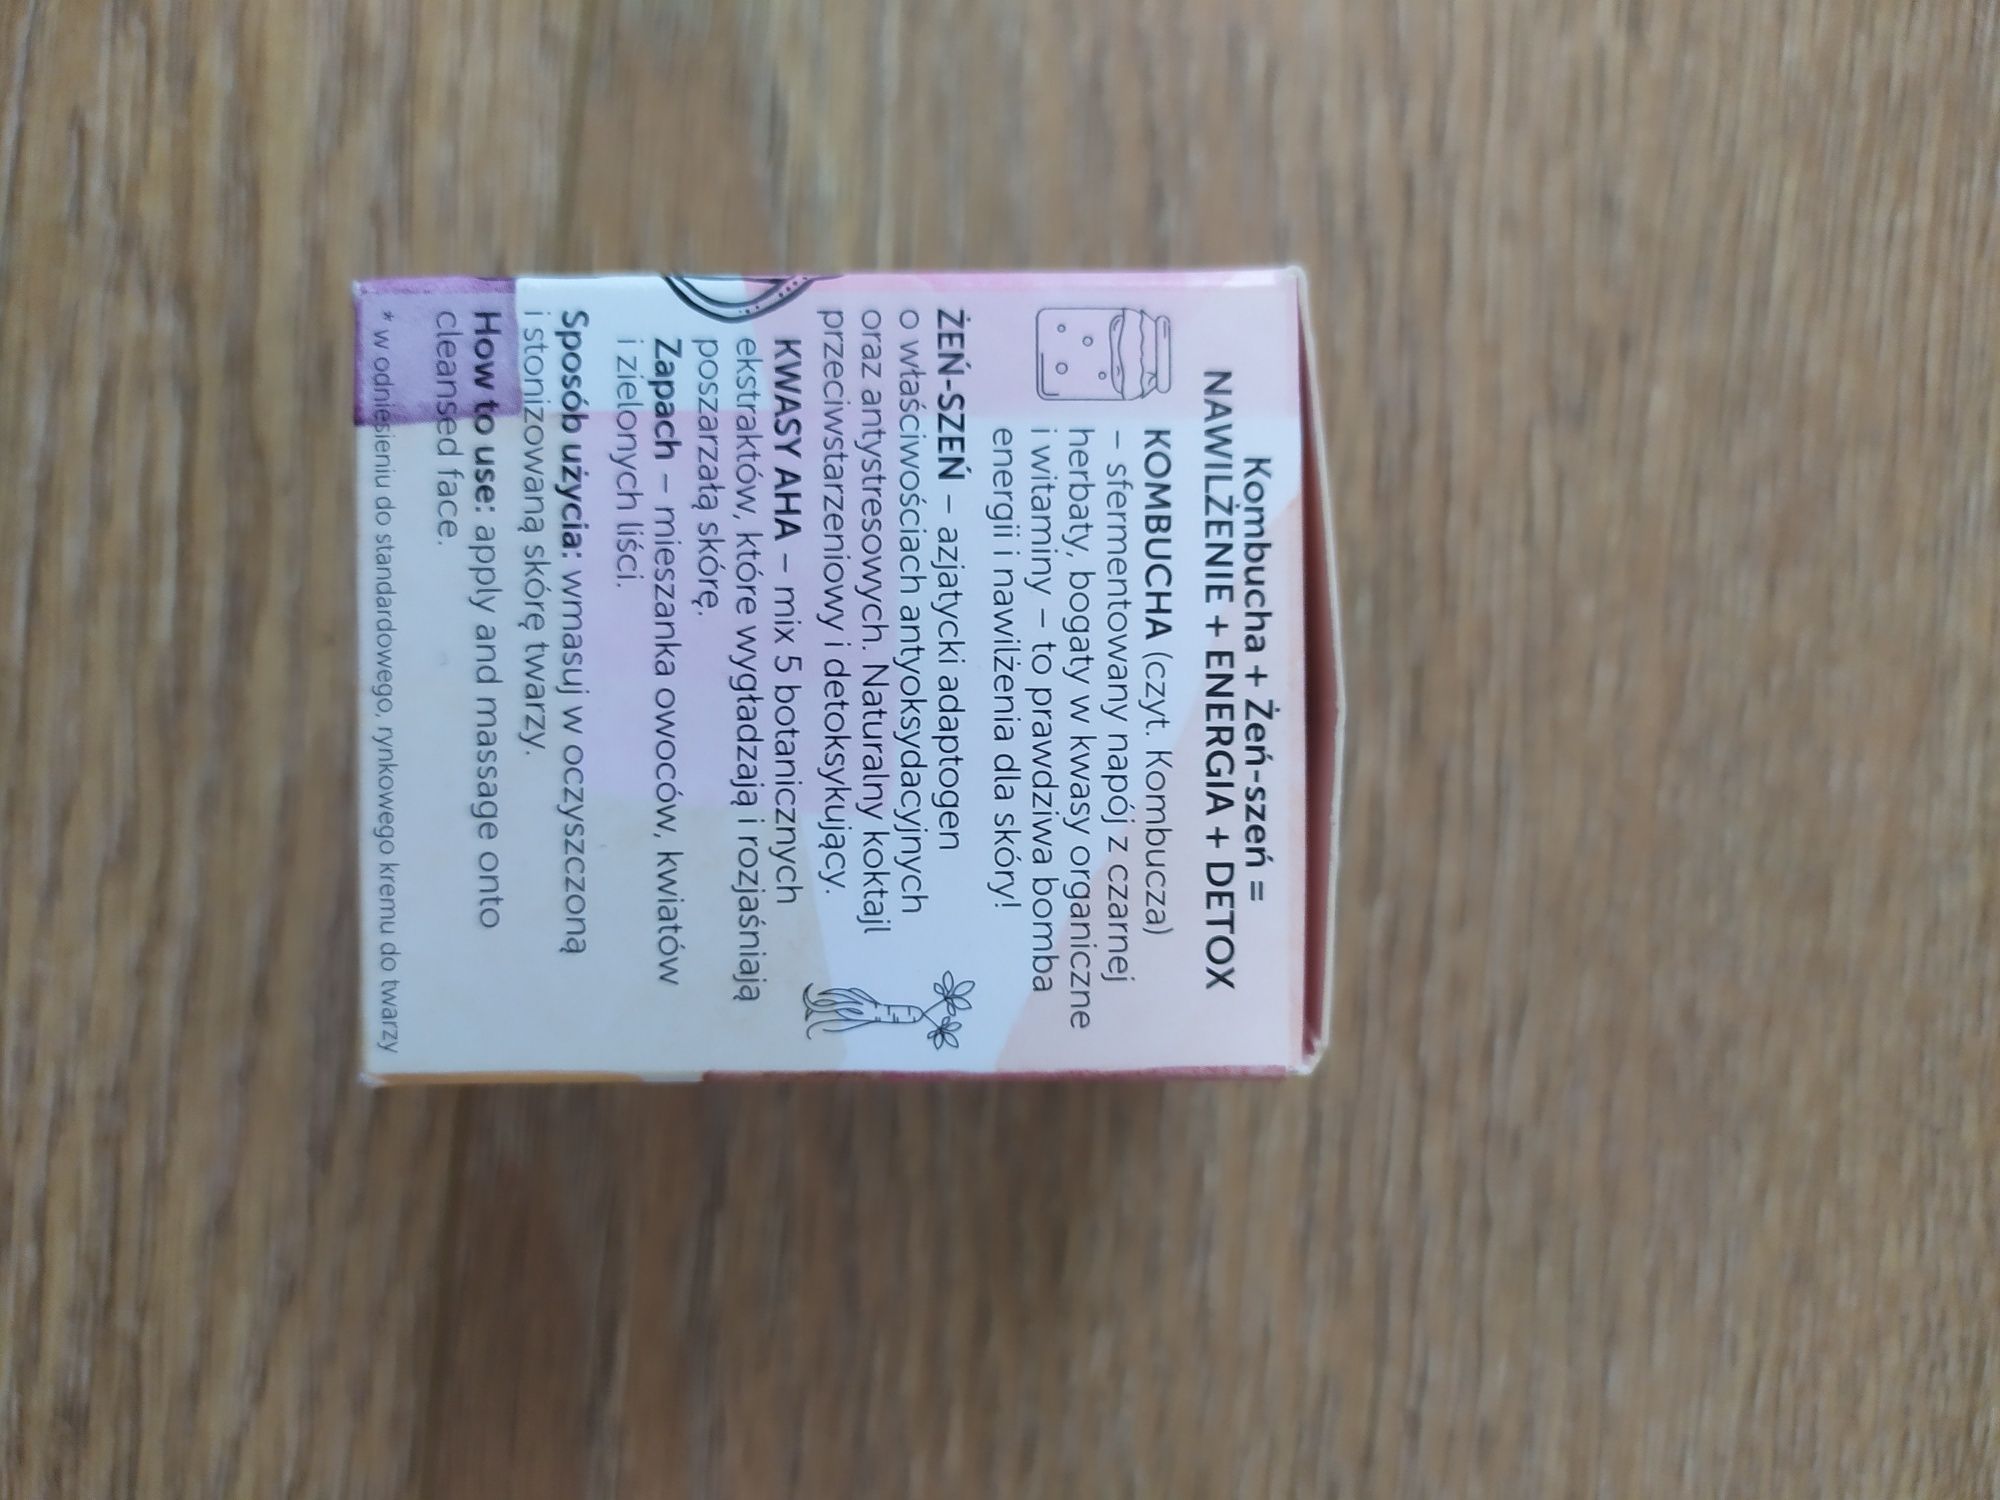 Kombucha + Żeń-szeń =
NAWILŻENIE + ENERGIA + DETOX
KOMBUCHA (czyt. Kombucza)
– sfermentowany napój z czarnej
herbaty, bogaty w kwasy organiczne
i witaminy – to prawdziwa bomba
energii i nawilżenia dla skóry!
ŻEŃ-SZEŃ – azjatycki adaptogen
o właściwościach antyoksydacyjnych
oraz antystresowych. Naturalny koktajl
przeciwstarzeniowy i detoksykujący.
KWASY AHA – mix 5 botanicznych
ekstraktów, które wygładzają i rozjaśniają
poszarzałą skórę.
Zapach – mieszanka owoców, kwiatów
i zielonych liści.
Sposób użycia: wmasuj w oczyszczoną
i stonizowaną skórę twarzy.
How to use: apply and massage onto
cleansed face.
* w odniesieniu do standardowego, rynkowego kremu do twarzy